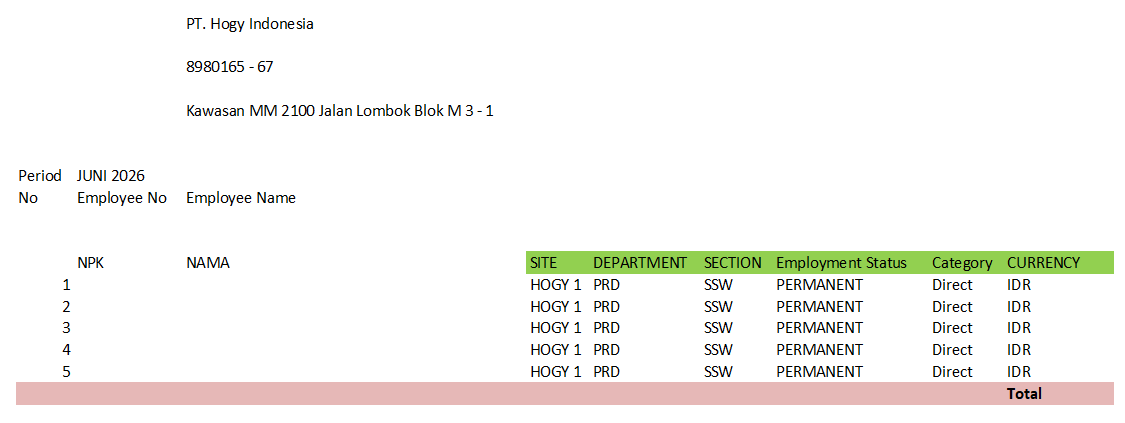 PT. Hogy Indonesia
8980165 - 67
Kawasan MM 2100 Jalan Lombok Blok M 3 - 1
Period JUNI 2026
No Employee No Employee Name
NPK NAMA SITE DEPARTMENT SECTION Employment Status Category CURRENCY
1 HOGY 1 PRD SSW PERMANENT Direct IDR
2 HOGY 1 PRD SSW PERMANENT Direct IDR
3 HOGY 1 PRD SSW PERMANENT Direct IDR
4 HOGY 1 PRD SSW PERMANENT Direct IDR
5 HOGY 1 PRD SSW PERMANENT Direct IDR
Total